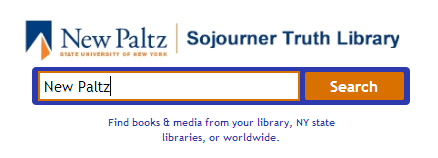 New Paltz Sojourner Truth Library
STATE UNIVERSITY OF NEW YORK
New Paltz Search
Find books & media from your library, NY state
libraries, or worldwide.